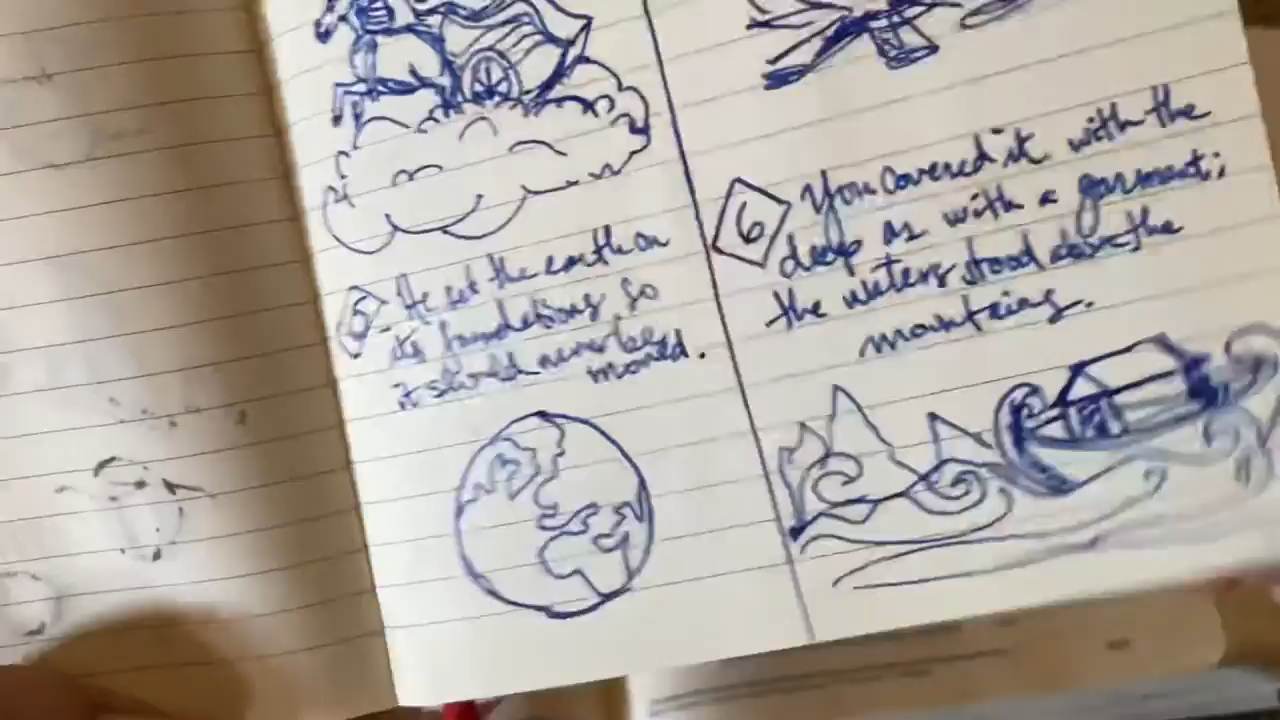 5 He set the earth on
its foundations so
it should never be
moved.
6 You covered it with the
deep as with a garment;
the waters stood above the
mountains.